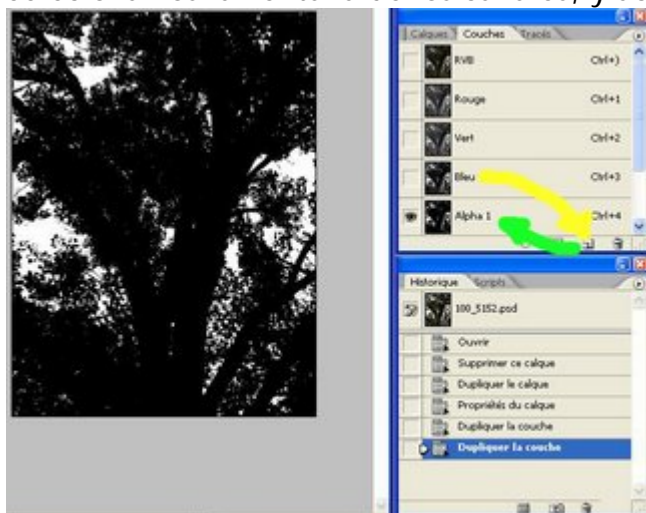 Calques Couches Tracés
RVB Ctrl+)
Rouge Ctrl+1
Vert Ctrl+2
Bleu Ctrl+3
Alpha 1 Ctrl+4
Historique Scripts
100_5152.psd
Ouvrir
Supprimer ce calque
Dupliquer le calque
Propriétés du calque
Dupliquer la couche
Dupliquer la couche